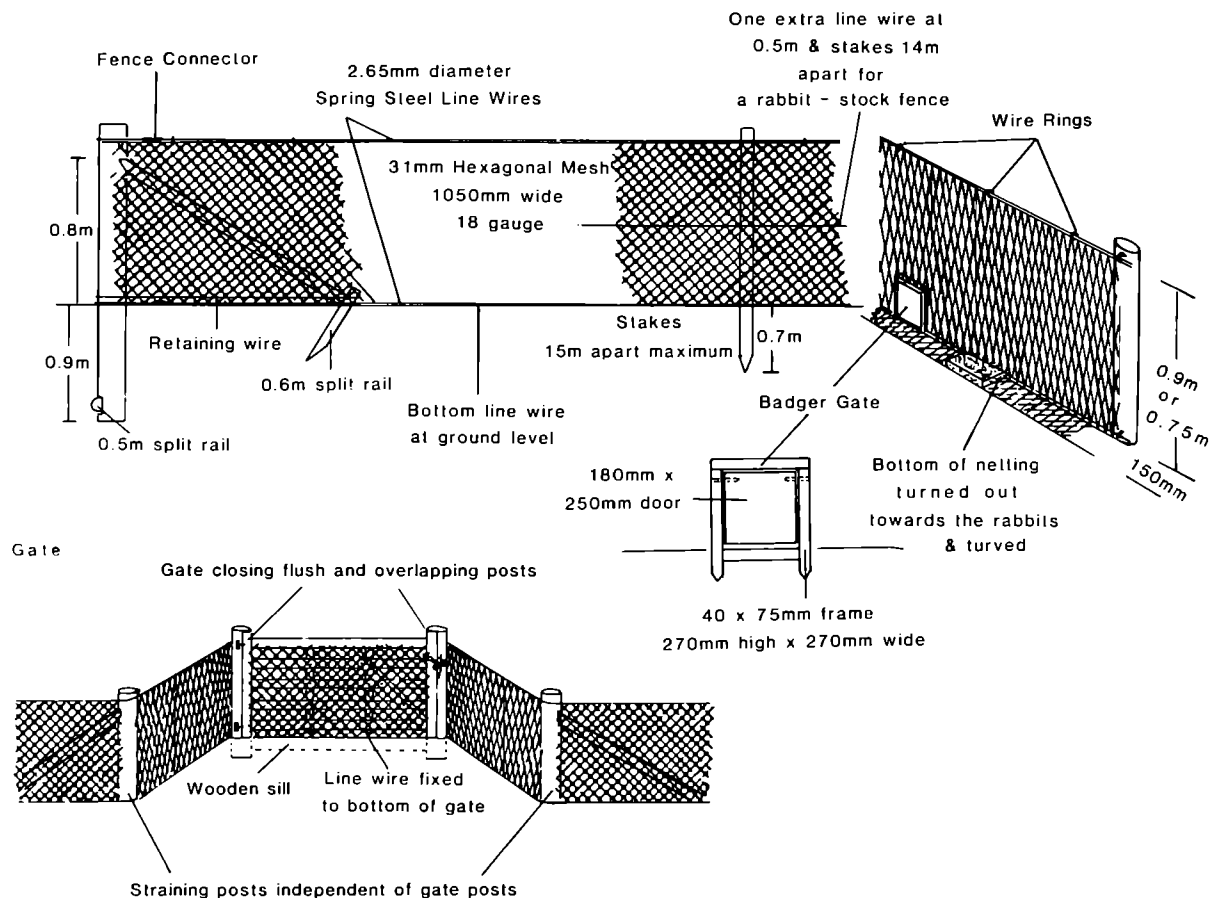 One extra line wire at
0.5m & stakes 14m
apart for
a rabbit - stock fence
Fence Connector
2.65mm diameter
Spring Steel Line Wires
Wire Rings
31mm Hexagonal Mesh
1050mm wide
18 gauge
0.8m
Retaining wire
Stakes
15m apart maximum
0.7m
0.9m
0.6m split rail
0.5m split rail
Bottom line wire
at ground level
Badger Gate
0.9m
or
0.75m
150mm
180mm x
250mm door
Bottom of netting
turned out
towards the rabbits
& turved
40 x 75mm frame
270mm high x 270mm wide
Gate
Gate closing flush and overlapping posts
Wooden sill
Line wire fixed
to bottom of gate
Straining posts independent of gate posts